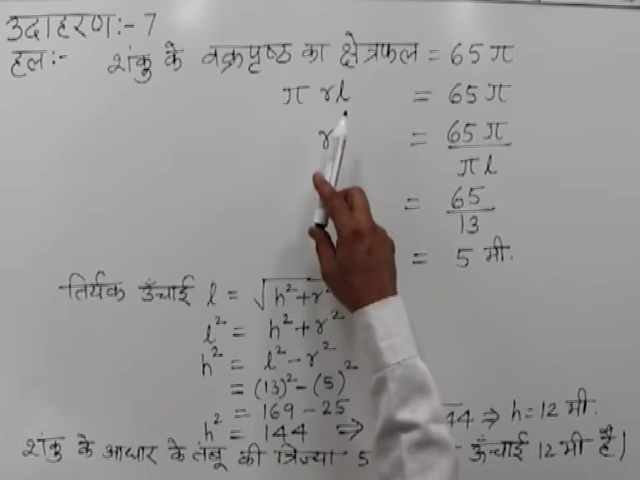 उदाहरण:- 7
हल:- शंकु के वक्रपृष्ठ का क्षेत्रफल = 65 π
π r l = 65 π
r = 65 π / π l
= 65 / 13
= 5 मी.
तिर्यक ऊँचाई l = √h² + r²
l² = h² + r²
h² = l² - r²
= (13)² - (5)²
= 169 - 25
h² = 144 ⇒ 44 ⇒ h = 12 मी.
शंकु के आधार के तंबू की त्रिज्या 5 ऊँचाई 12 मी है।